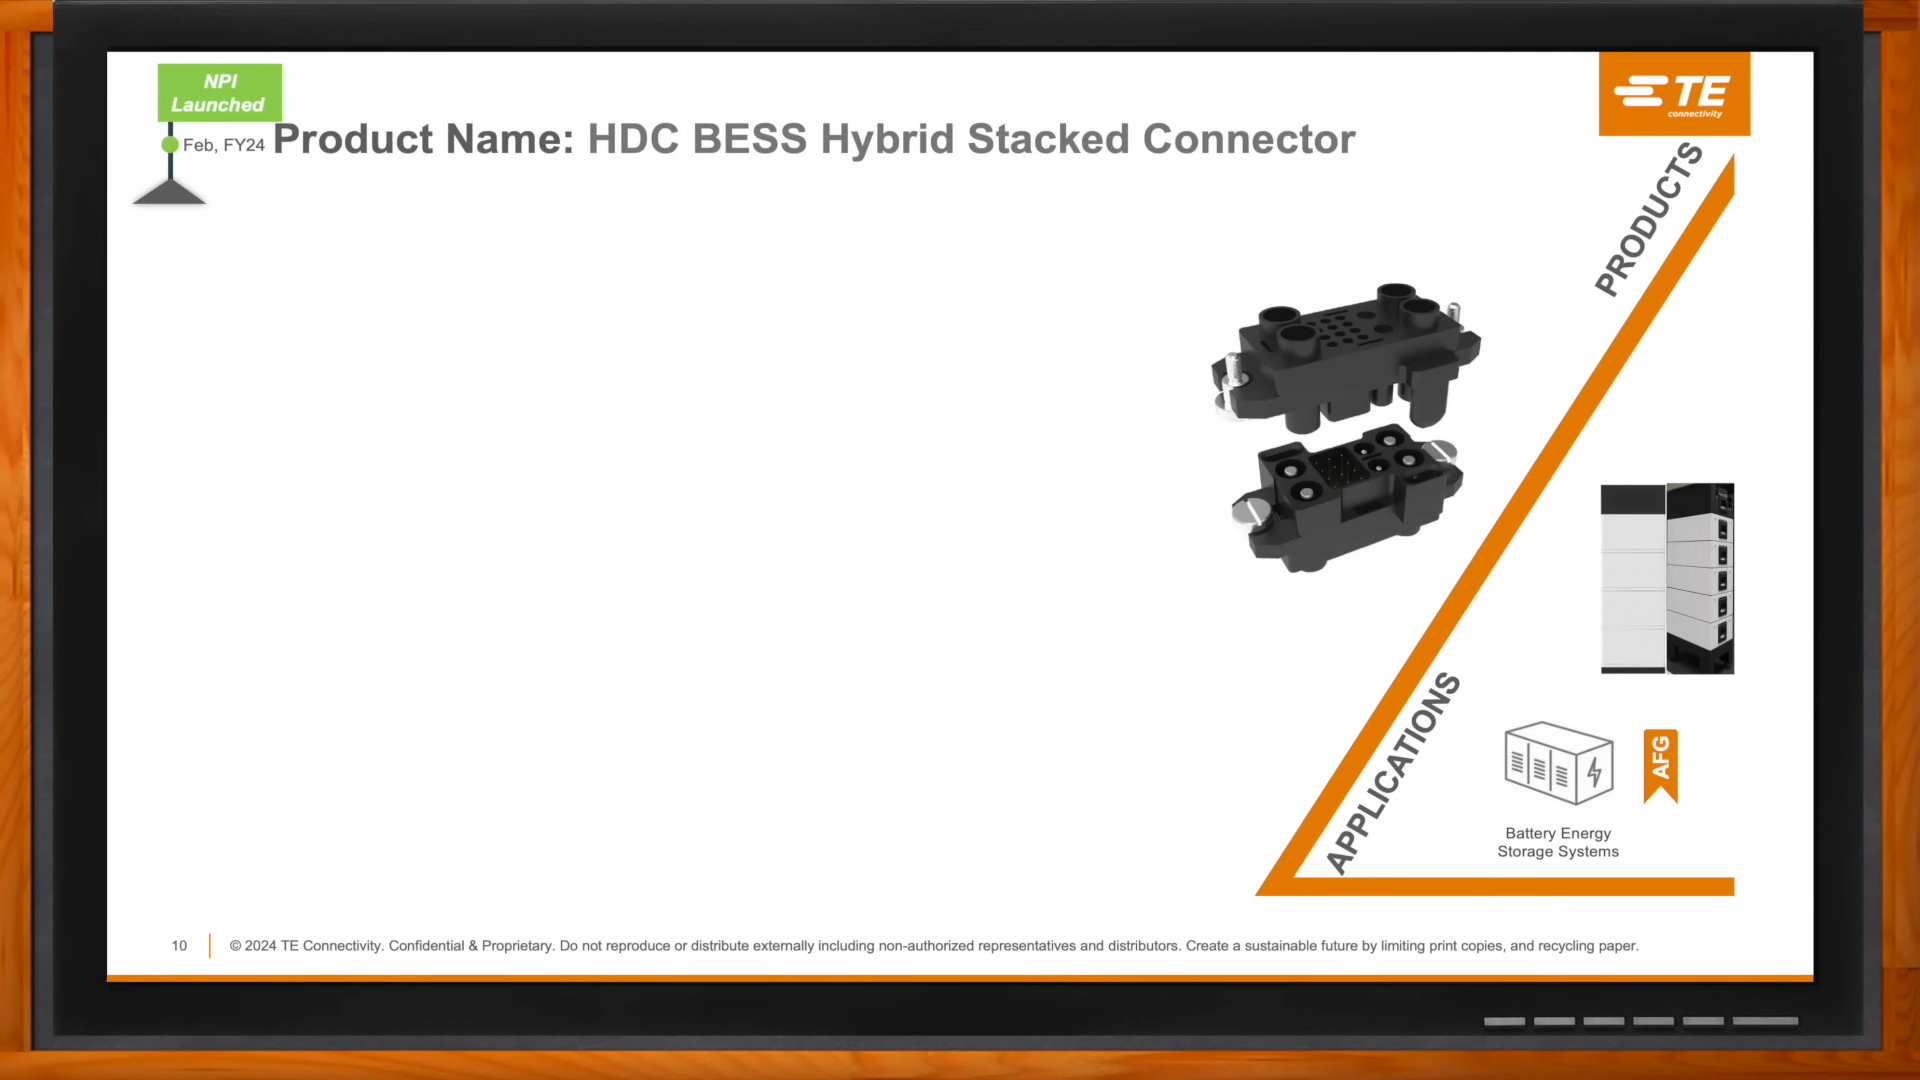 NPI
Launched
Feb, FY24
Product Name: HDC BESS Hybrid Stacked Connector
TE
connectivity
PRODUCTS
APPLICATIONS
AFG
Battery Energy
Storage Systems
10
© 2024 TE Connectivity. Confidential & Proprietary. Do not reproduce or distribute externally including non-authorized representatives and distributors. Create a sustainable future by limiting print copies, and recycling paper.